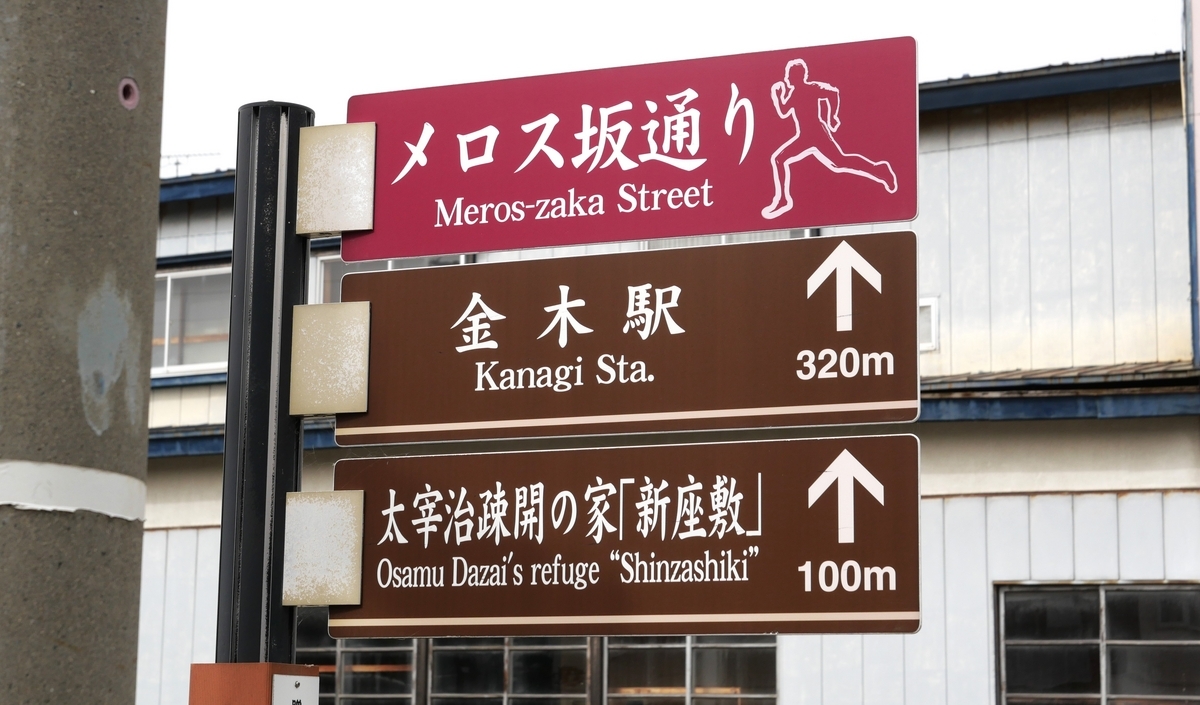 メロス坂通り
Meros-zaka Street
金木駅
Kanagi Sta.
320m
太宰治疎開の家「新座敷」
Osamu Dazai's refuge “Shinzashiki”
100m